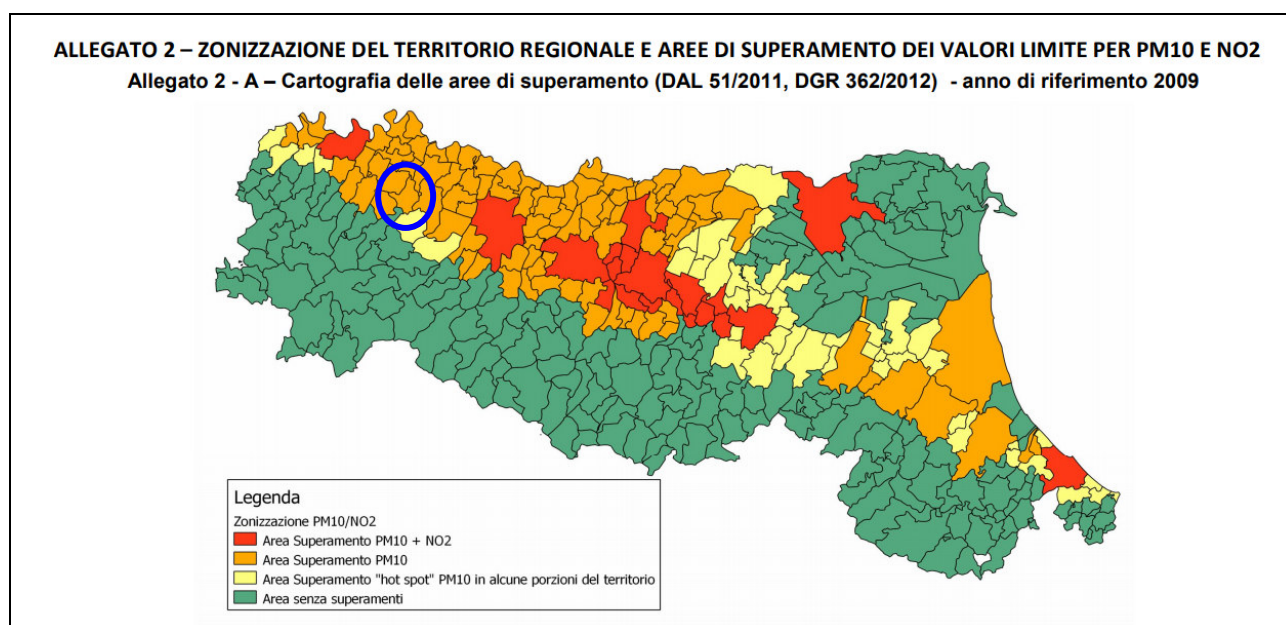 ALLEGATO 2 – ZONIZZAZIONE DEL TERRITORIO REGIONALE E AREE DI SUPERAMENTO DEI VALORI LIMITE PER PM10 E NO2
Allegato 2 - A – Cartografia delle aree di superamento (DAL 51/2011, DGR 362/2012) - anno di riferimento 2009
Legenda
Zonizzazione PM10/NO2
Area Superamento PM10 + NO2
Area Superamento PM10
Area Superamento "hot spot" PM10 in alcune porzioni del territorio
Area senza superamenti